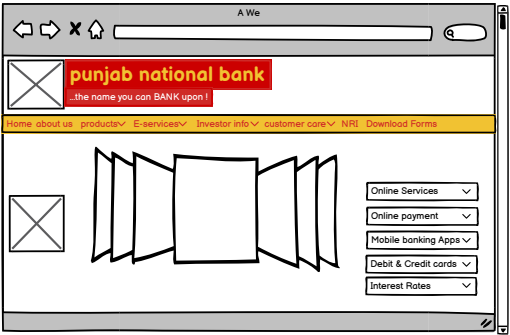 A We
punjab national bank
...the name you can BANK upon !
Home about us products E-services Investor info customer care NRI Download Forms
Online Services
Online payment
Mobile banking Apps
Debit & Credit cards
Interest Rates